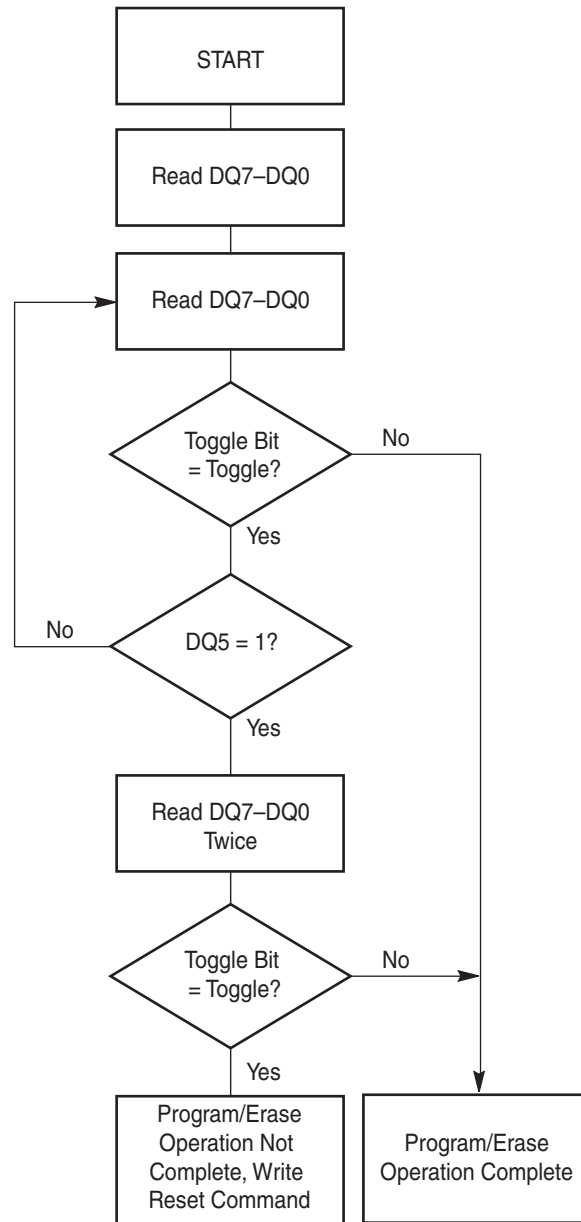 START
Read DQ7–DQ0
Read DQ7–DQ0
Toggle Bit
= Toggle?
No
Yes
No
DQ5 = 1?
Yes
Read DQ7–DQ0
Twice
Toggle Bit
= Toggle?
No
Yes
Program/Erase
Operation Not
Complete, Write
Reset Command
Program/Erase
Operation Complete